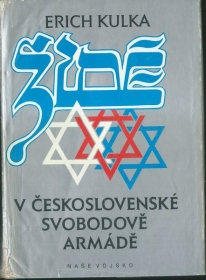 ERICH KULKA
ŽIDÉ
V ČESKOSLOVENSKÉ
SVOBODOVĚ
ARMÁDĚ
NAŠE VOJSKO